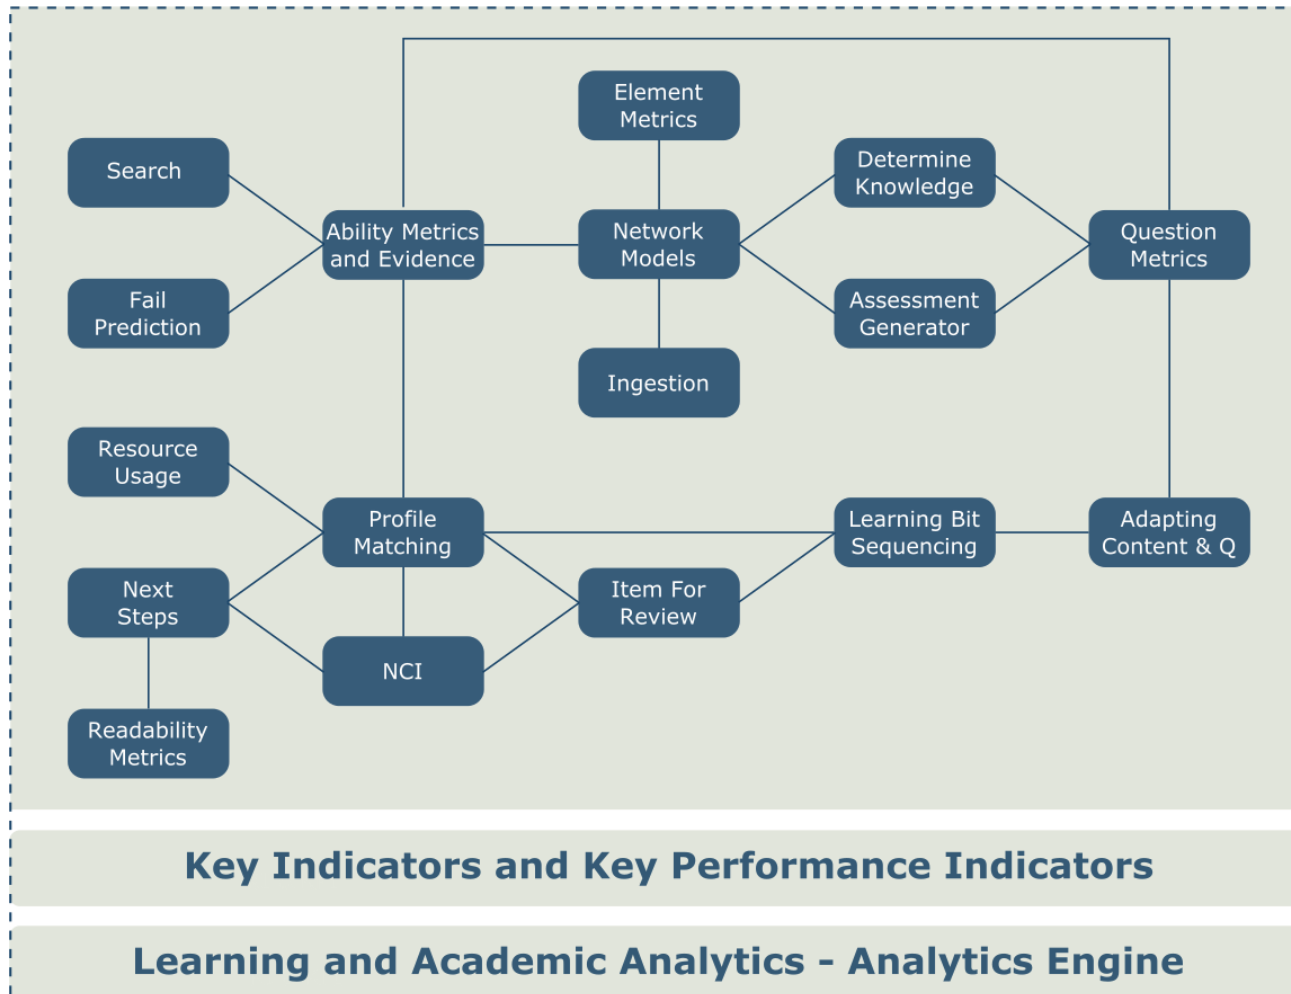 Element
Metrics
Search
Determine
Knowledge
Ability Metrics
and Evidence
Network
Models
Question
Metrics
Fail
Prediction
Assessment
Generator
Ingestion
Resource
Usage
Profile
Matching
Learning Bit
Sequencing
Adapting
Content & Q
Next
Steps
Item For
Review
NCI
Readability
Metrics
Key Indicators and Key Performance Indicators
Learning and Academic Analytics - Analytics Engine